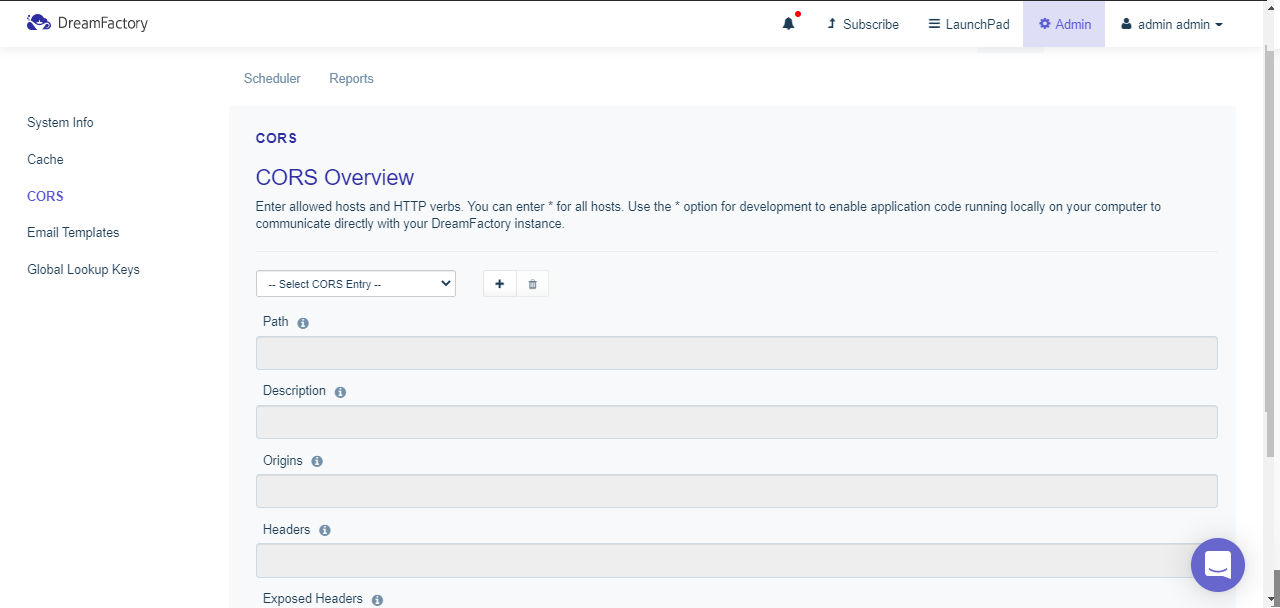 DreamFactory
Subscribe
LaunchPad
Admin
admin admin
Scheduler
Reports
System Info
Cache
CORS
Email Templates
Global Lookup Keys
CORS
CORS Overview
Enter allowed hosts and HTTP verbs. You can enter * for all hosts. Use the * option for development to enable application code running locally on your computer to
communicate directly with your DreamFactory instance.
-- Select CORS Entry --
Path
Description
Origins
Headers
Exposed Headers